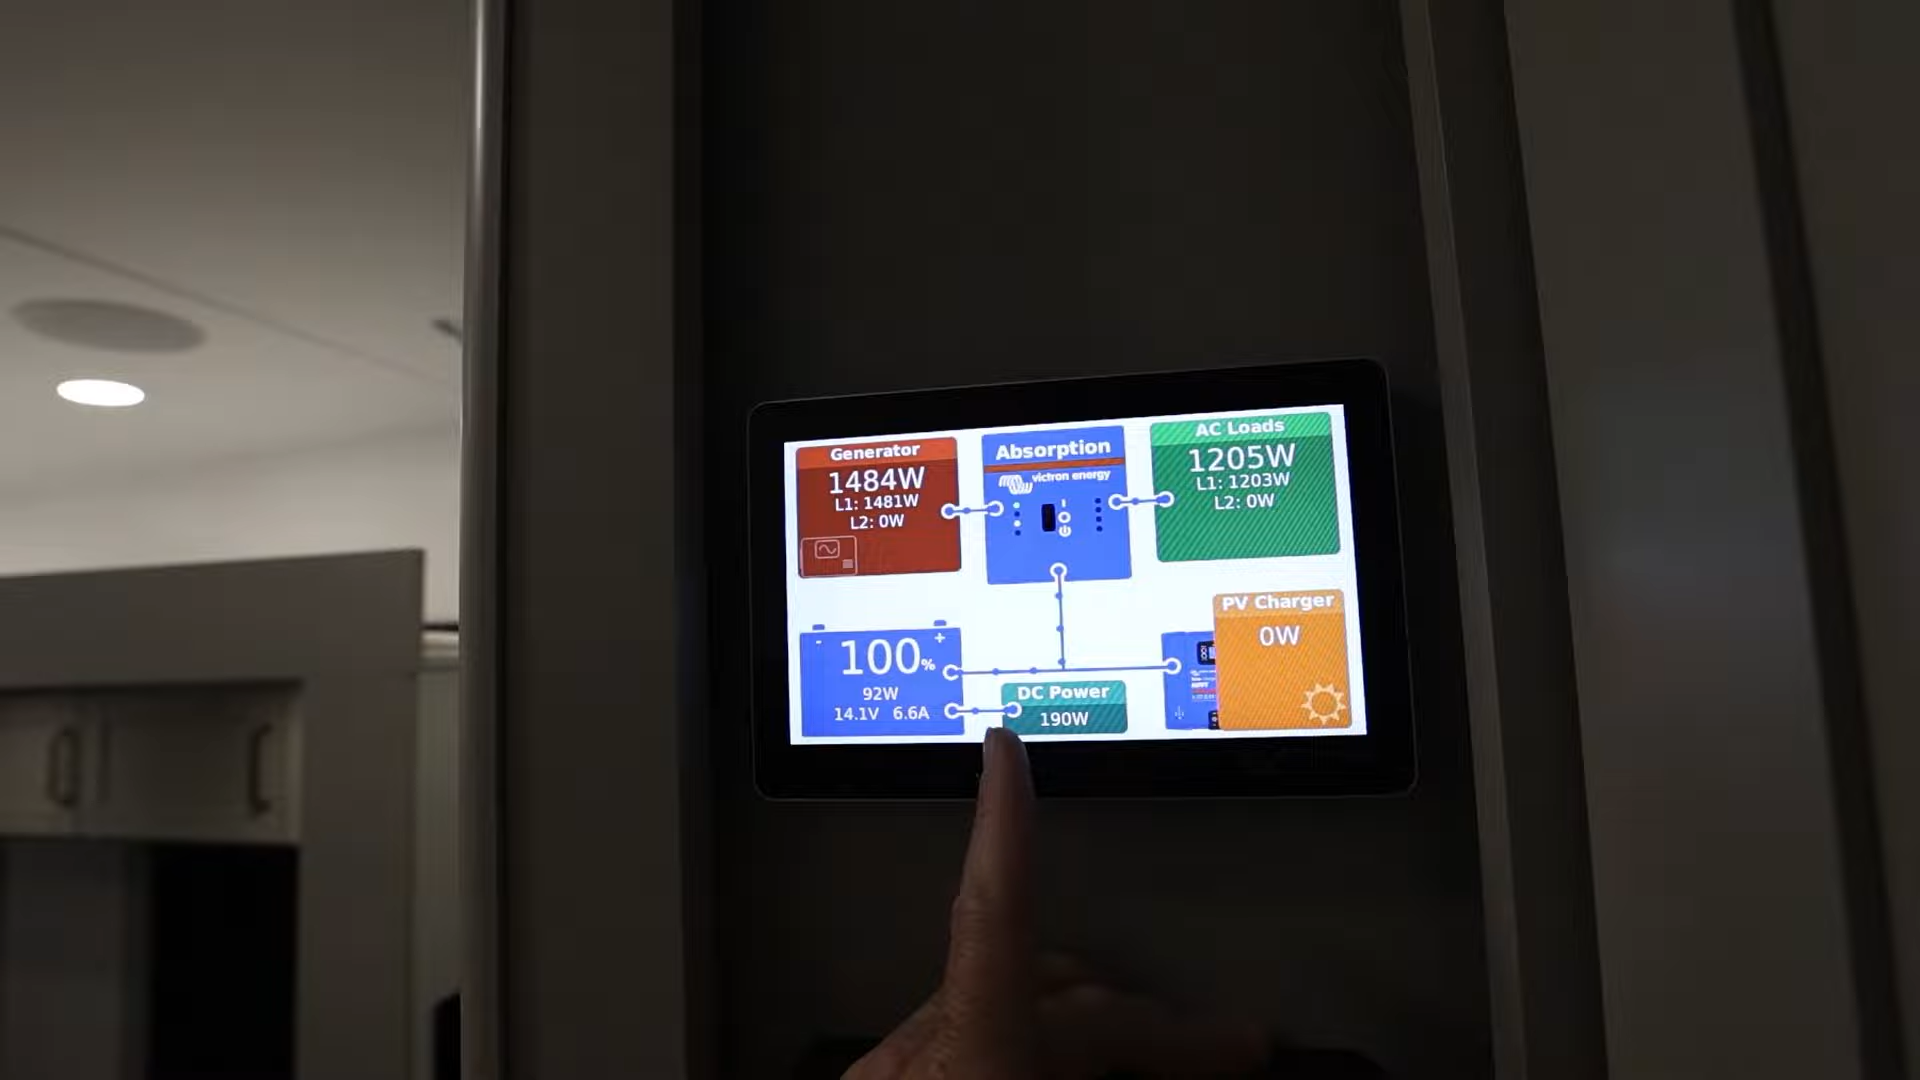 Generator
1484W
L1: 1481W
L2: 0W
Absorption
victron energy
AC Loads
1205W
L1: 1203W
L2: 0W
100%
92W
14.1V 6.6A
DC Power
190W
PV Charger
0W